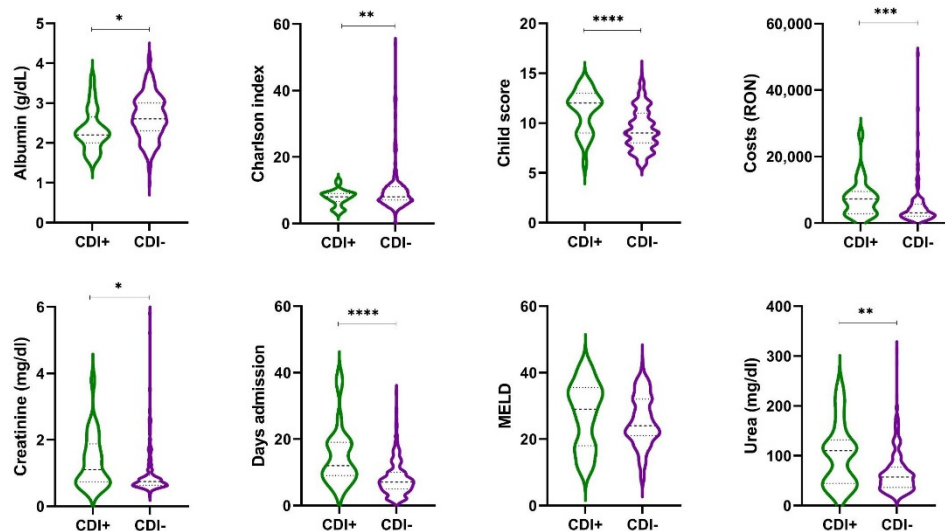 Albumin (g/dL)
5
4
3
2
1
0
*
CDI+ CDI-
Charlson index
60
40
20
0
**
CDI+ CDI-
Child score
20
15
10
5
0
****
CDI+ CDI-
Costs (RON)
60,000
40,000
20,000
0
***
CDI+ CDI-
Creatinine (mg/dl)
6
4
2
0
*
CDI+ CDI-
Days admission
60
40
20
0
****
CDI+ CDI-
MELD
60
40
20
0
CDI+ CDI-
Urea (mg/dl)
400
300
200
100
0
**
CDI+ CDI-